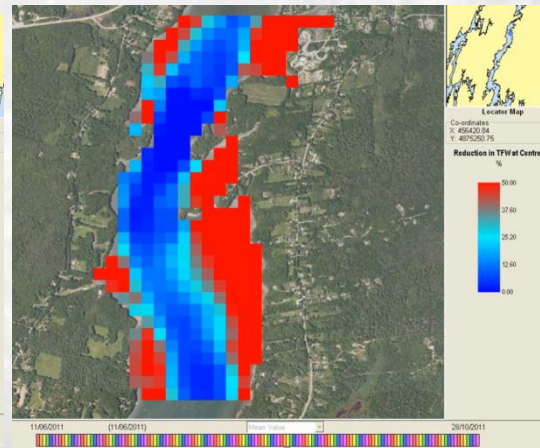 Locator Map
Co-ordinates
X: 456420.84
Y: 4875250.75
Reduction in TFW at Centre
%
50.00
37.60
25.20
12.60
0.00
11/06/2011 (11/06/2011) Mean Value 28/10/2011